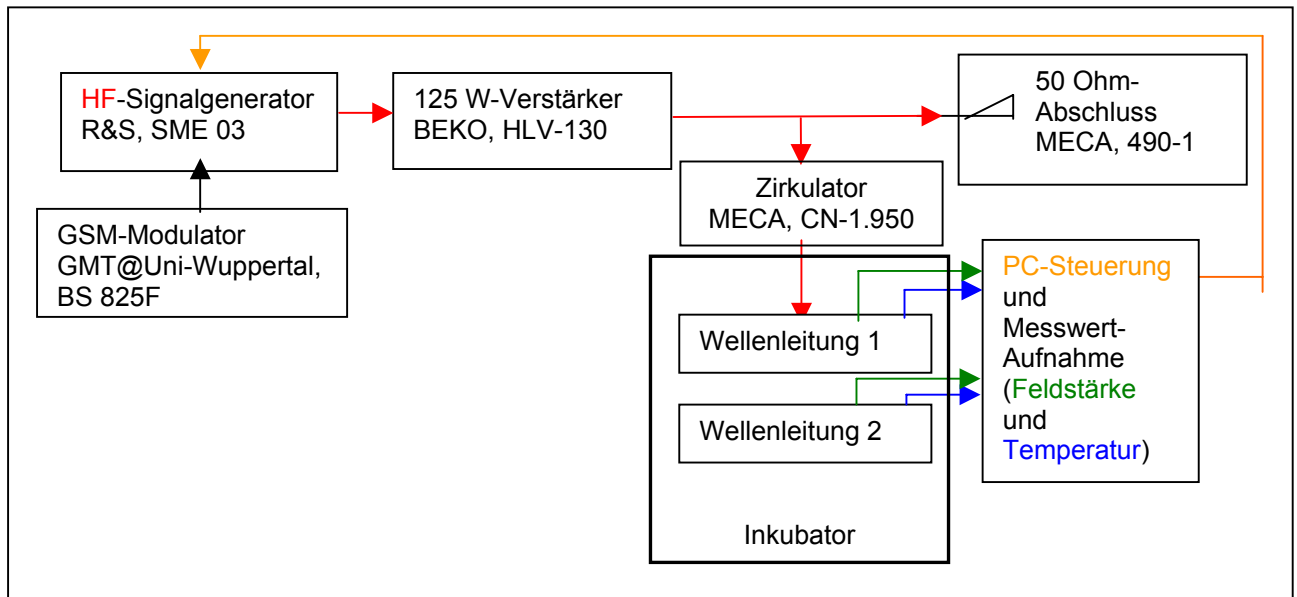 HF-Signalgenerator
R&S, SME 03
125 W-Verstärker
BEKO, HLV-130
50 Ohm-
Abschluss
MECA, 490-1
Zirkulator
MECA, CN-1.950
GSM-Modulator
GMT@Uni-Wuppertal,
BS 825F
PC-Steuerung
und
Messwert-
Aufnahme
(Feldstärke
und
Temperatur)
Wellenleitung 1
Wellenleitung 2
Inkubator